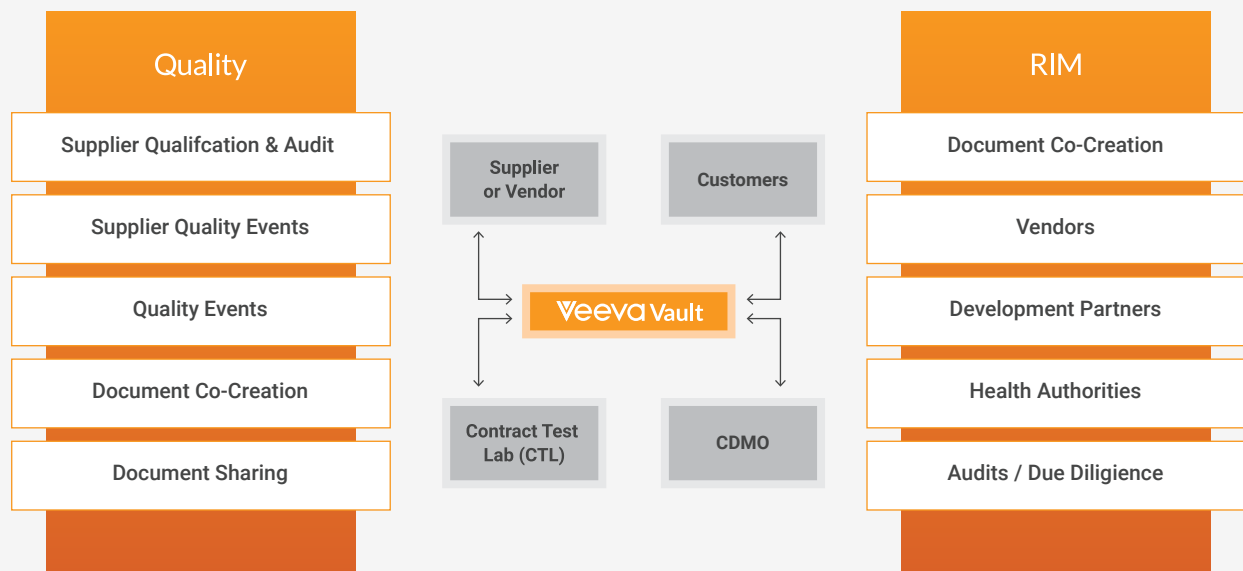 Quality
Supplier Qualifcation & Audit
Supplier Quality Events
Quality Events
Document Co-Creation
Document Sharing
Supplier
or Vendor
Customers
Veeva Vault
Contract Test
Lab (CTL)
CDMO
RIM
Document Co-Creation
Vendors
Development Partners
Health Authorities
Audits / Due Diligience